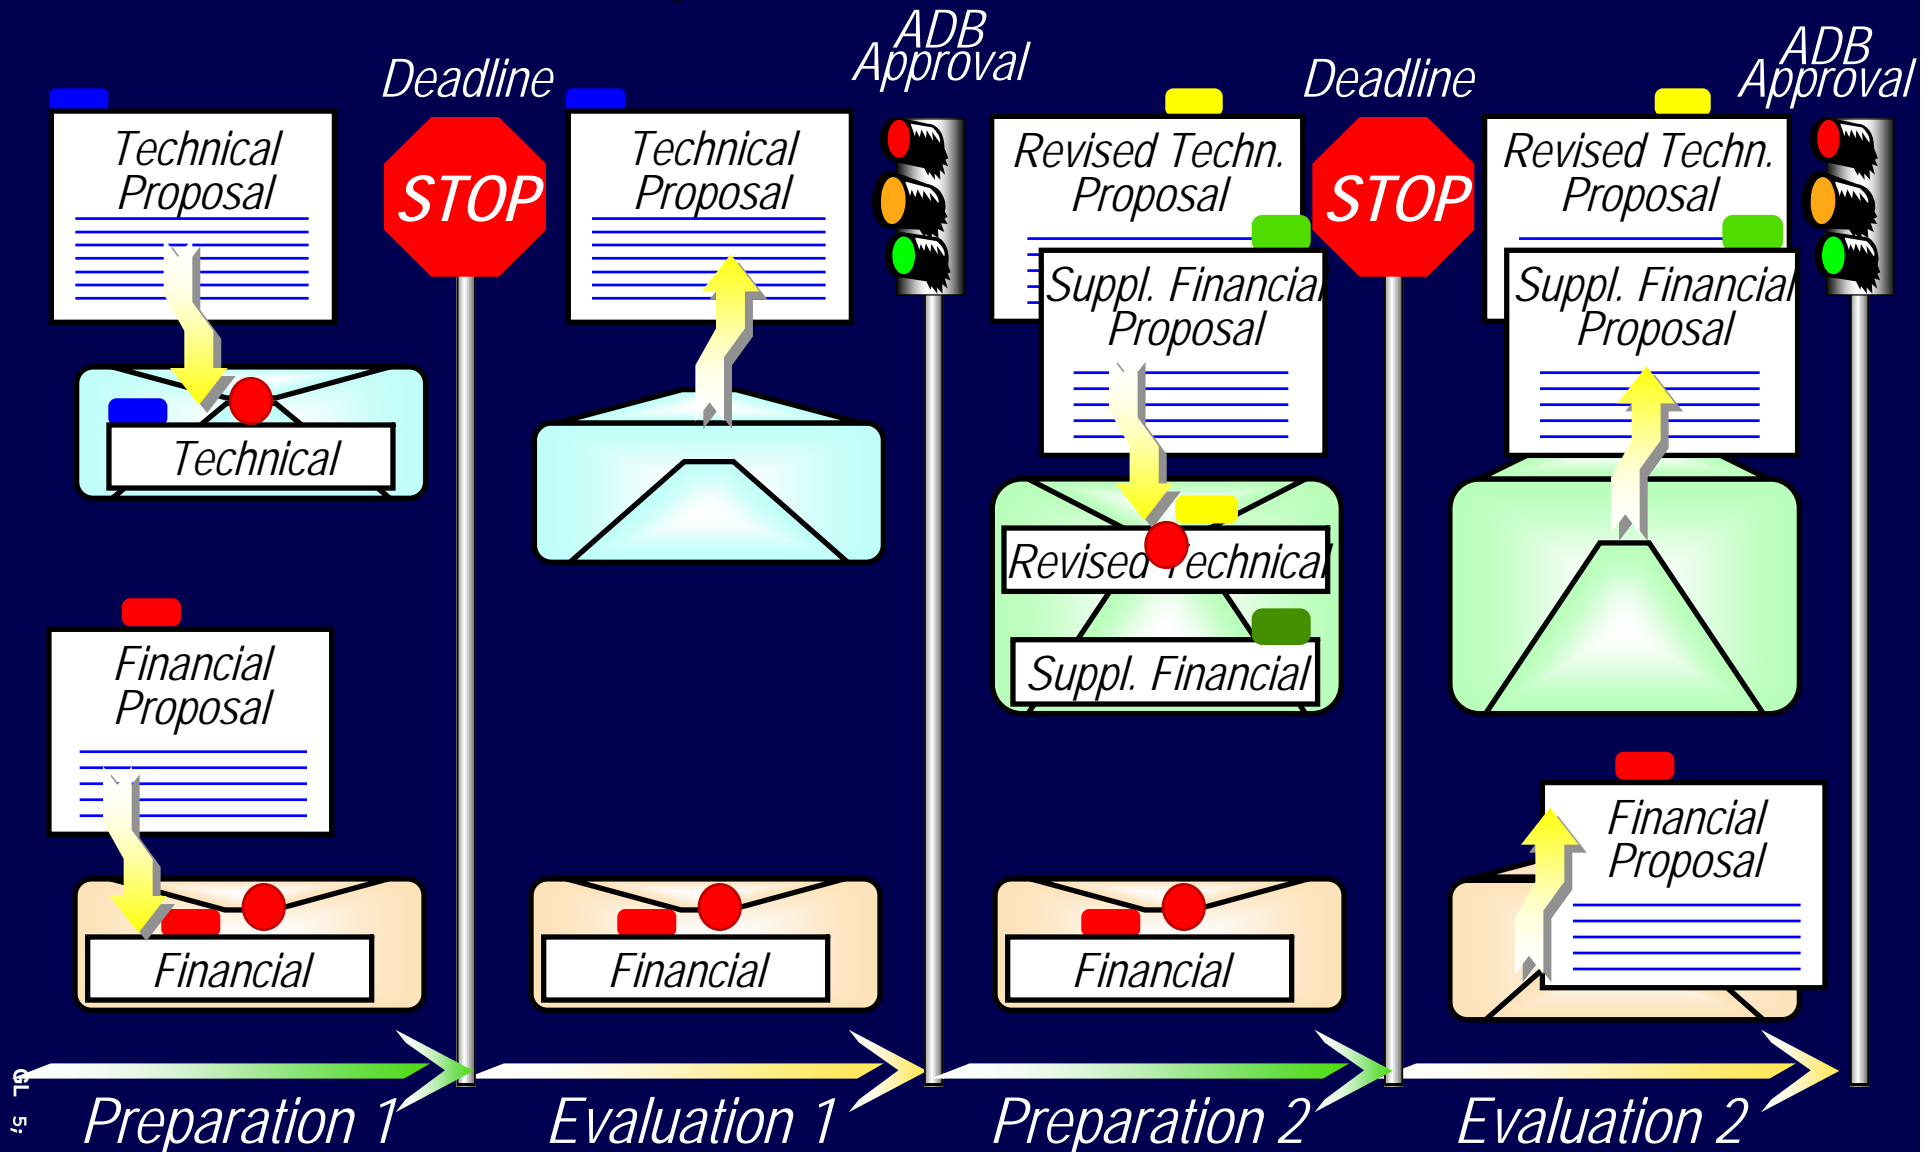 ADB
Approval
Deadline
Technical
Proposal
STOP
Technical
Proposal
Deadline
Revised Techn.
Proposal
STOP
ADB
Approval
Revised Techn.
Proposal
Suppl. Financial
Proposal
Suppl. Financial
Proposal
Technical
Revised Technical
Suppl. Financial
Financial
Proposal
Financial
Proposal
Financial
Financial
Financial
Preparation 1
Evaluation 1
Preparation 2
Evaluation 2
GL 5;